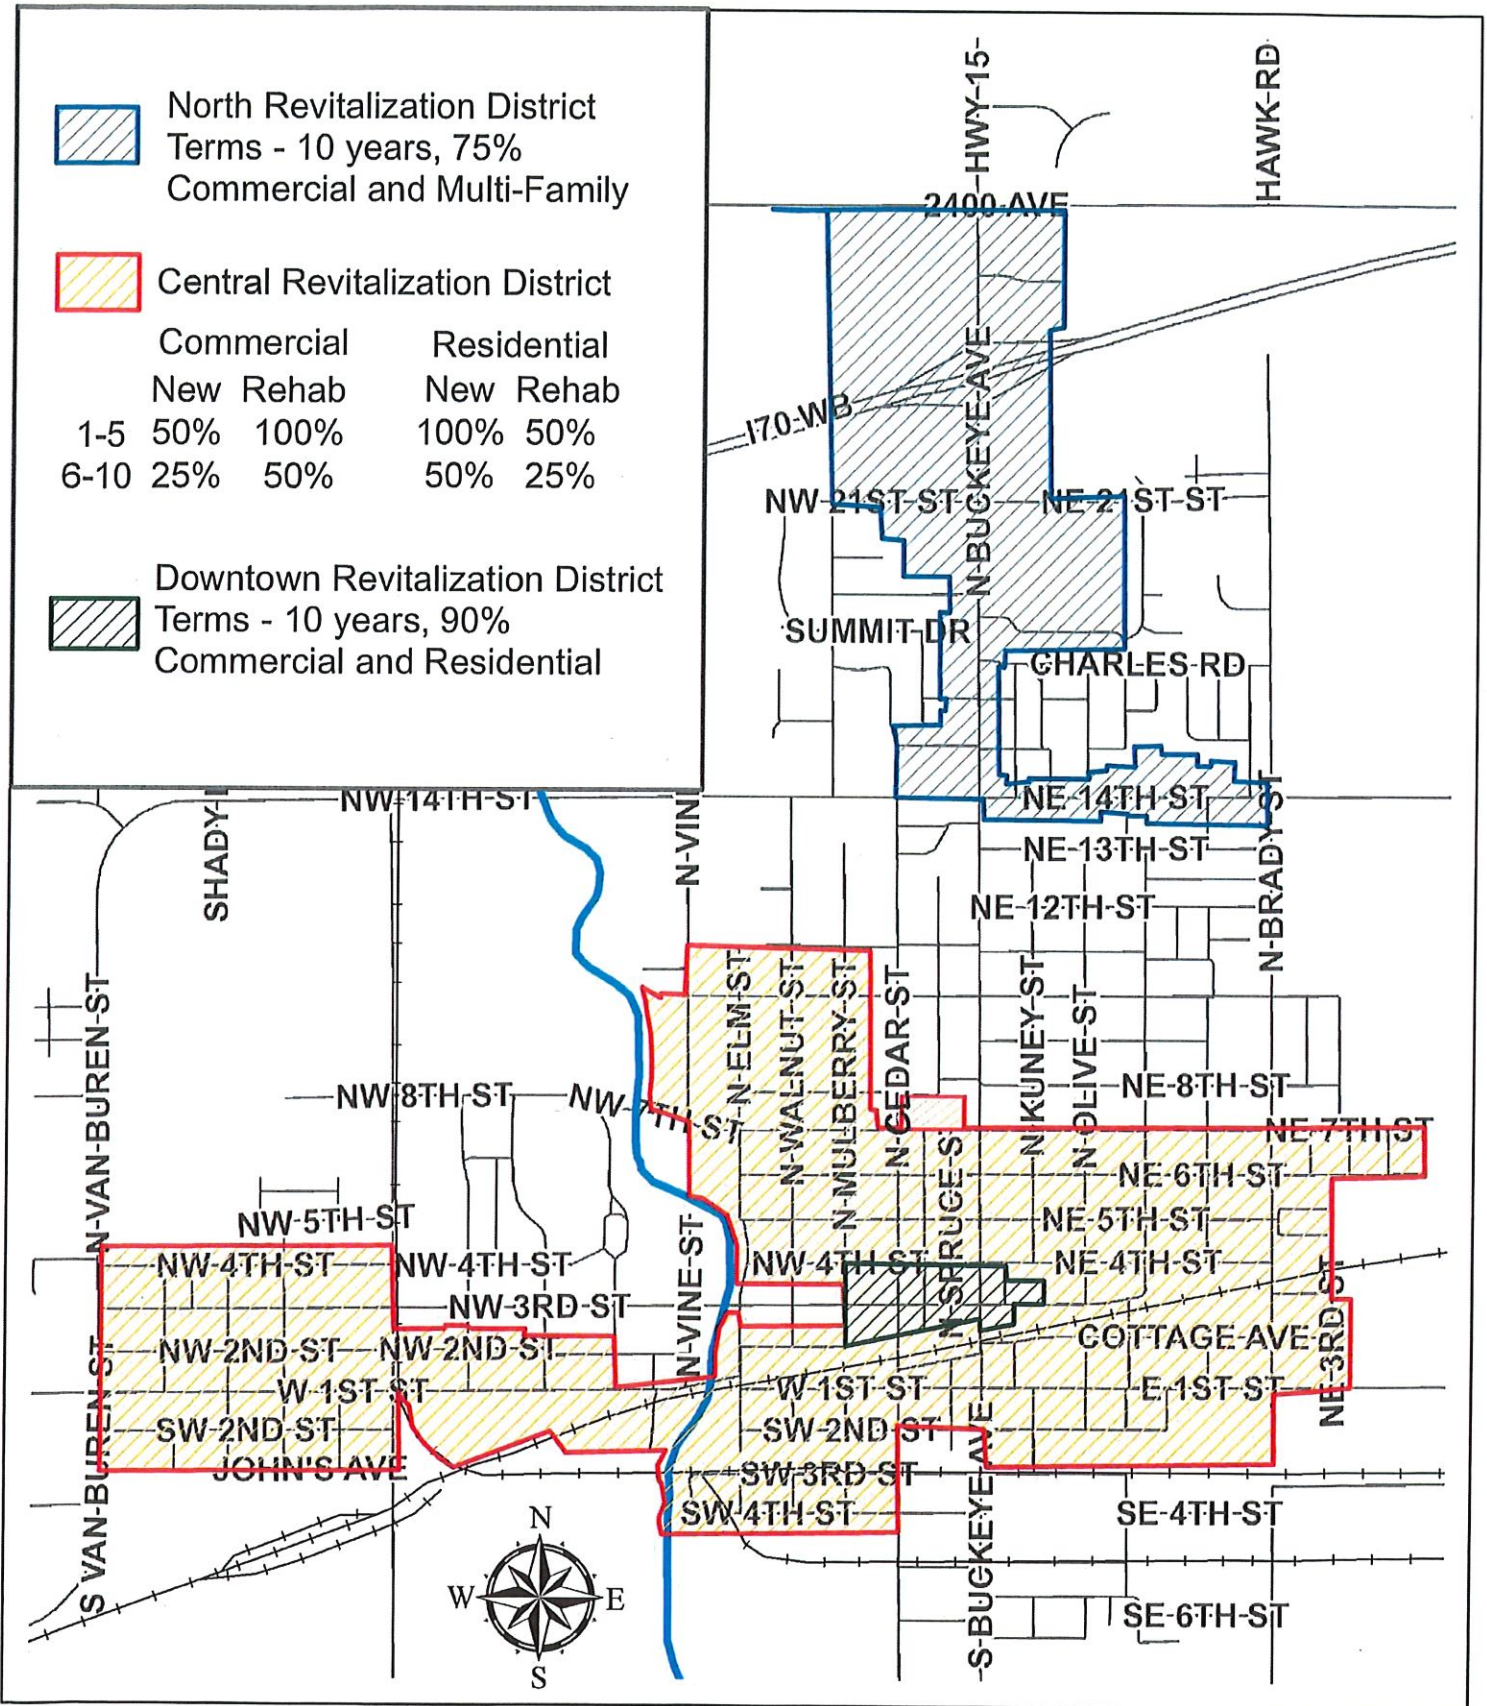 North Revitalization District
Terms - 10 years, 75%
Commercial and Multi-Family
Central Revitalization District
Commercial Residential
New Rehab New Rehab
1-5 50% 100% 100% 50%
6-10 25% 50% 50% 25%
Downtown Revitalization District
Terms - 10 years, 90%
Commercial and Residential
HWY-15
HAWK-RD
2400-AVE
N-BUCKEYE-AVE
I70-WB
NW-21ST-ST
NE-21ST-ST
SUMMIT-DR
CHARLES-RD
NW-14TH-ST
NE-14TH-ST
SHADY
N-VIN
NE-13TH-ST
N-BRADY-ST
NE-12TH-ST
N-VAN-BUREN-ST
N-ELM-ST
N-WALNUT-ST
N-MULBERRY-ST
N-CEDAR-ST
N-KUNEY-ST
N-OLIVE-ST
NW-8TH-ST
NW-7TH-ST
NE-8TH-ST
NE-7TH-ST
N-SPRUCE-S
NE-6TH-ST
NW-5TH-ST
NE-5TH-ST
NW-4TH-ST
NW-4TH-ST
N-VINE-ST
NW-4TH-ST
NE-4TH-ST
NW-3RD-ST
NE-3RD-ST
NW-2ND-ST
NW-2ND-ST
COTTAGE-AVE
W-1ST-ST
W-1ST-ST
E-1ST-ST
SW-2ND-ST
SW-2ND-ST
JOHN'S-AVE
SW-3RD-ST
S VAN-BUREN-ST
SW-4TH-ST
S-BUCKEYE-AVE
SE-4TH-ST
SE-6TH-ST
N
W
E
S